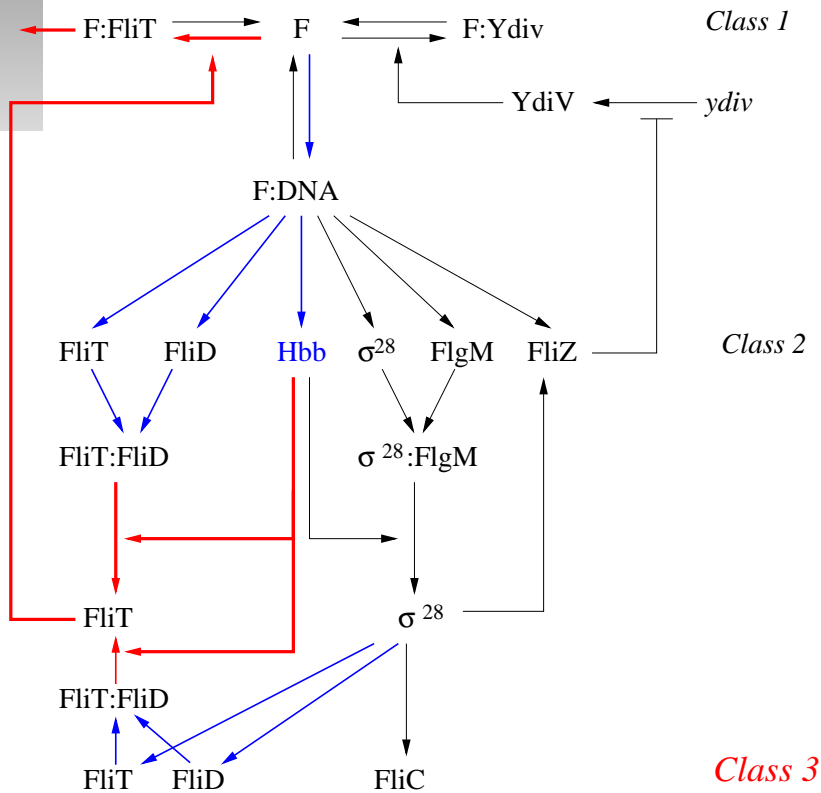 F:FliT F F:Ydiv Class 1
YdiV ydiv
F:DNA
FliT FliD Hbb σ28 FlgM FliZ Class 2
FliT:FliD σ 28:FlgM
FliT σ 28
FliT:FliD
FliT FliD FliC Class 3